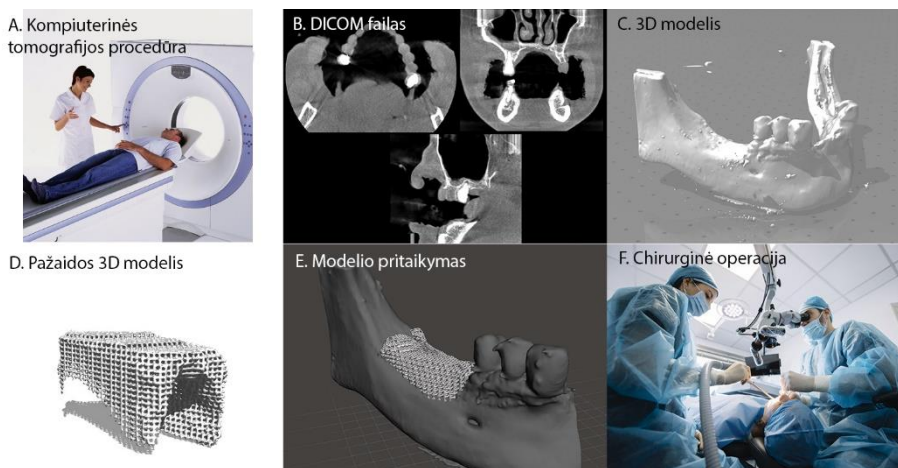 A. Kompiuterinės
tomografijos procedūra
B. DICOM failas
C. 3D modelis
D. Pažaidos 3D modelis
E. Modelio pritaikymas
F. Chirurginė operacija